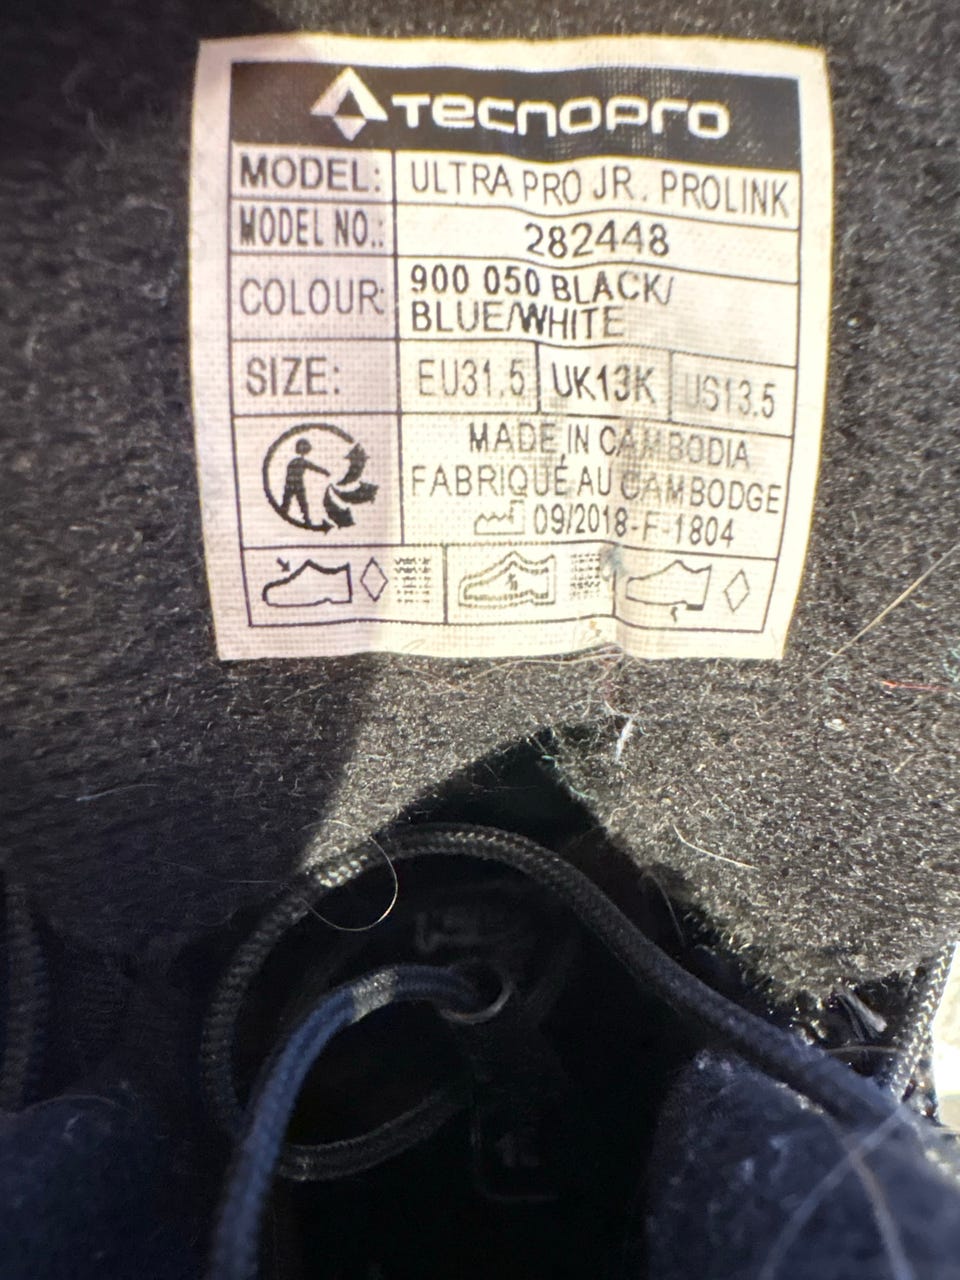 TECNOPRO
MODEL: ULTRA PRO JR. PROLINK
MODEL NO.: 282448
COLOUR: 900 050 BLACK/
BLUE/WHITE
SIZE: EU31.5 UK13K US13.5
MADE IN CAMBODIA
FABRIQUÉ AU CAMBODGE
09/2018-F-1804